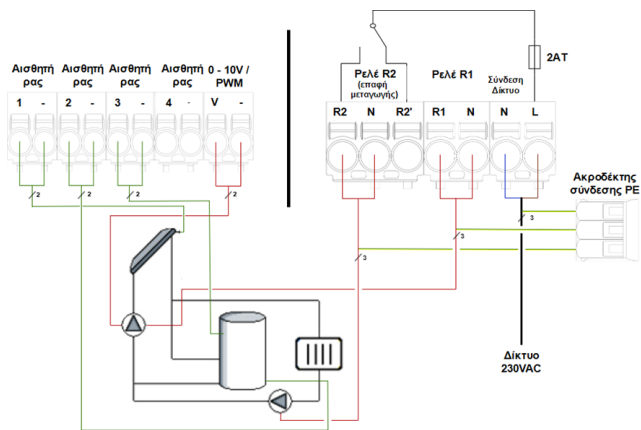 Αισθητή
ρας
Αισθητή
ρας
Αισθητή
ρας
Αισθητή
ρας
0 - 10V /
PWM
1 - 2 - 3 - 4 - V -
2 2 2 2
2AT
Ρελέ R2
(επαφή
μεταγωγής)
Ρελέ R1
Σύνδεση
Δίκτυο
R2 N R2' R1 N N L
Ακροδέκτης
σύνδεσης PE
3
3
3
Δίκτυο
230VAC